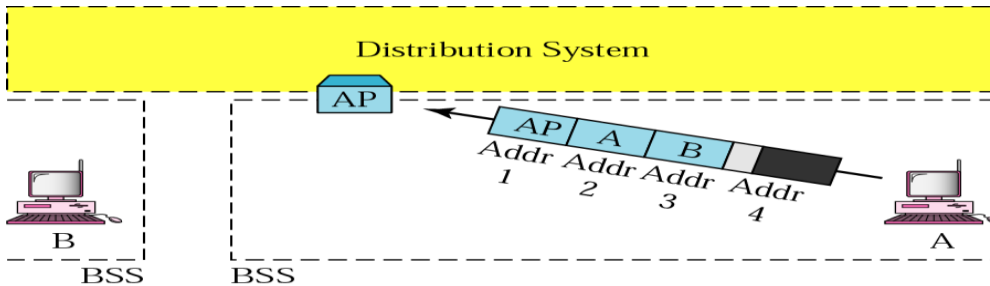 Distribution System
AP
AP A B
Addr Addr Addr Addr
1 2 3 4
B
A
BSS BSS